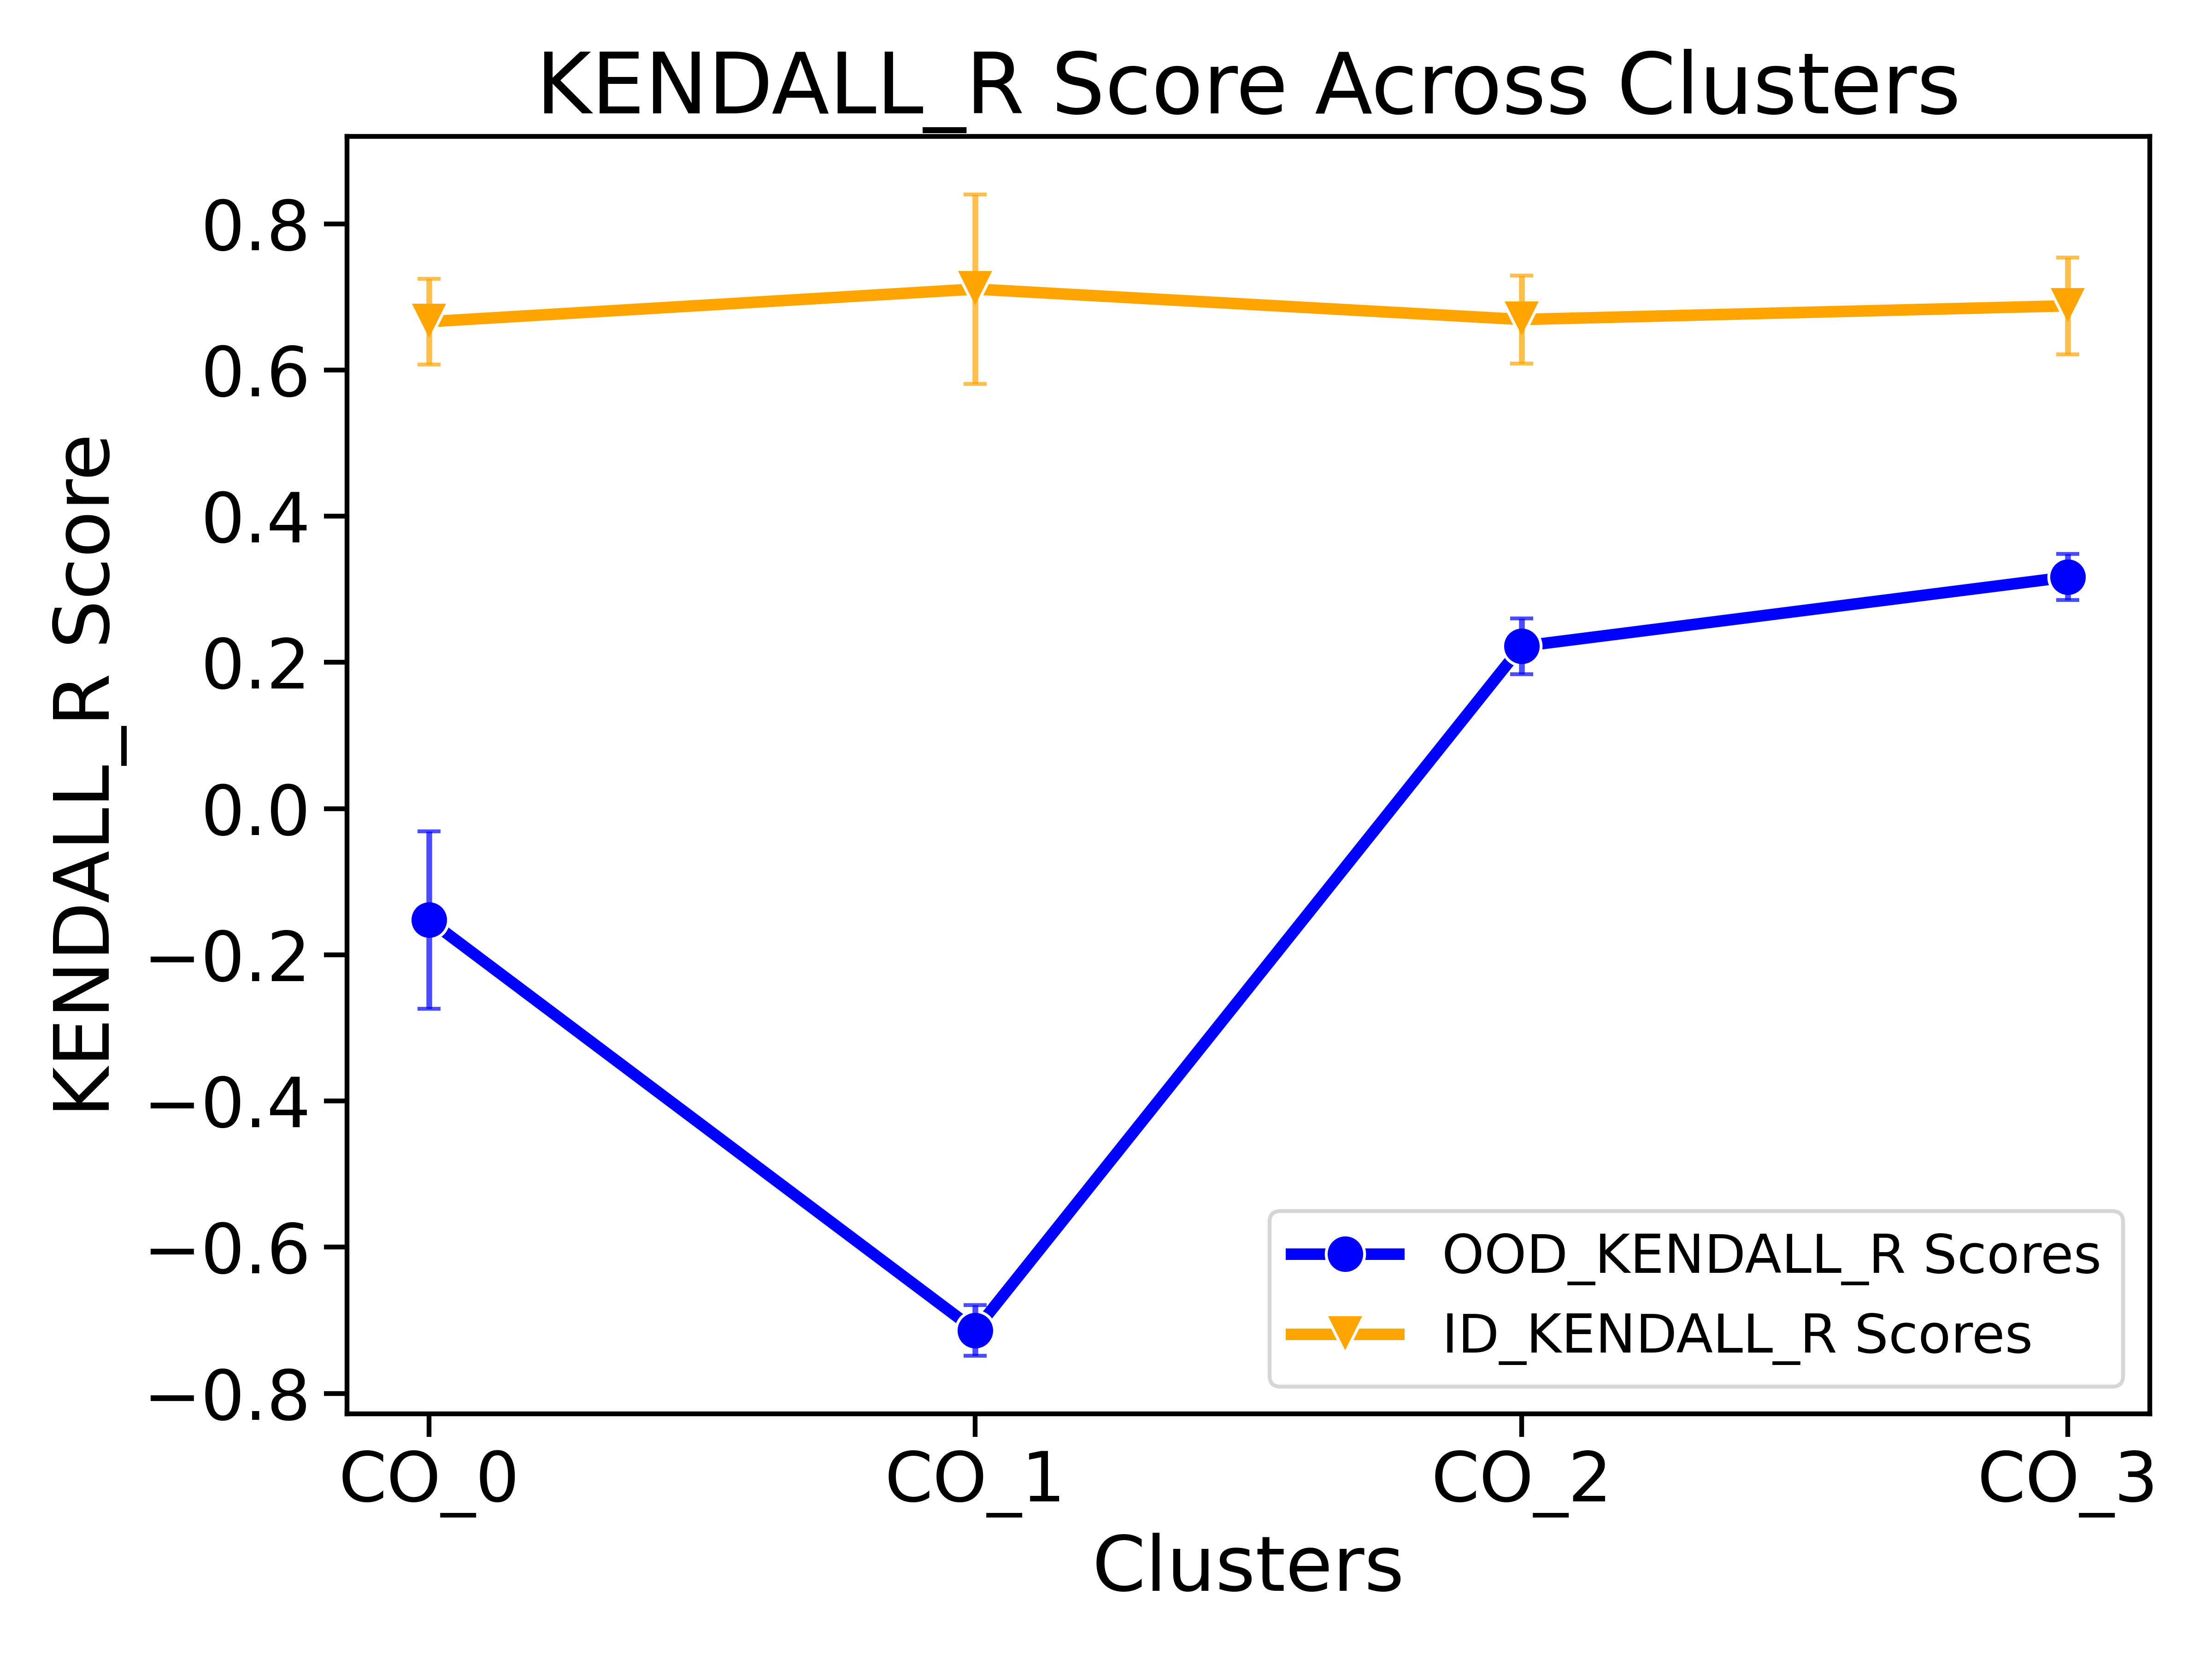 KENDALL_R Score Across Clusters
KENDALL_R Score
0.8
0.6
0.4
0.2
0.0
−0.2
−0.4
−0.6
−0.8
OOD_KENDALL_R Scores
ID_KENDALL_R Scores
CO_0 CO_1 CO_2 CO_3
Clusters